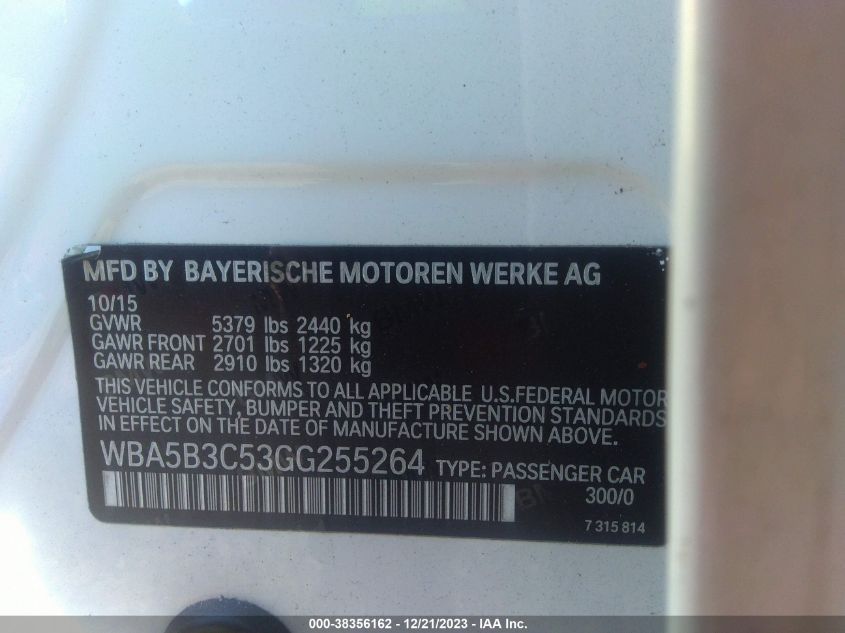 MFD BY BAYERISCHE MOTOREN WERKE AG
10/15
GVWR 5379 lbs 2440 kg
GAWR FRONT 2701 lbs 1225 kg
GAWR REAR 2910 lbs 1320 kg
THIS VEHICLE CONFORMS TO ALL APPLICABLE U.S.FEDERAL MOTOR
VEHICLE SAFETY, BUMPER AND THEFT PREVENTION STANDARDS
IN EFFECT ON THE DATE OF MANUFACTURE SHOWN ABOVE.
WBA5B3C53GG255264 TYPE: PASSENGER CAR
300/0
7 315 814
000-38356162 - 12/21/2023 - IAA Inc.